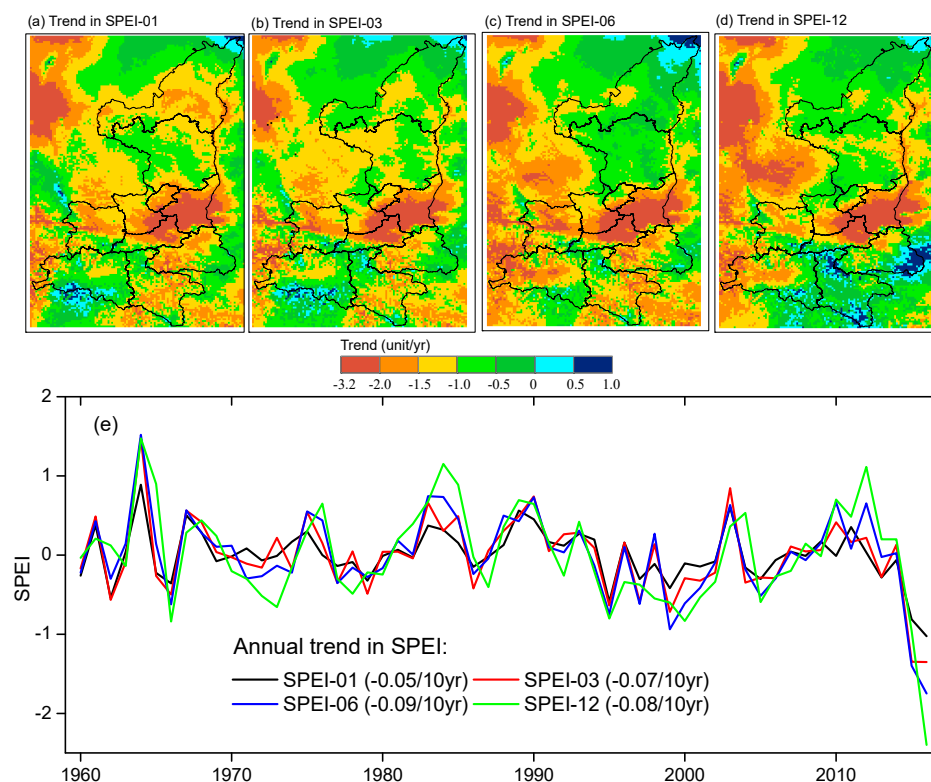 (a) Trend in SPEI-01
(b) Trend in SPEI-03
(c) Trend in SPEI-06
(d) Trend in SPEI-12
Trend (unit/yr)
-3.2 -2.0 -1.5 -1.0 -0.5 0 0.5 1.0
2
(e)
1
0
SPEI
-1
Annual trend in SPEI:
SPEI-01 (-0.05/10yr) SPEI-03 (-0.07/10yr)
SPEI-06 (-0.09/10yr) SPEI-12 (-0.08/10yr)
-2
1960 1970 1980 1990 2000 2010